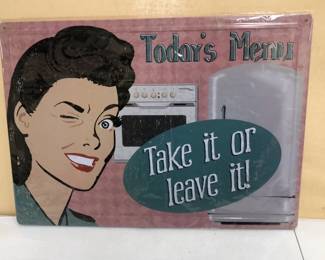 Today's Menu
Take it or
leave it!